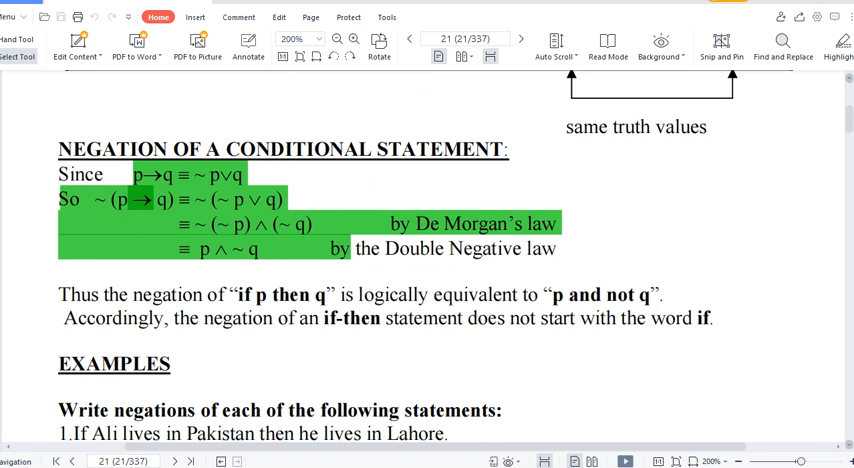 Menu Home Insert Comment Edit Page Protect Tools
Hand Tool 200% 21 (21/337)
Select Tool Edit Content PDF to Word PDF to Picture Annotate Rotate Auto Scroll Read Mode Background Snip and Pin Find and Replace Highligh
same truth values
NEGATION OF A CONDITIONAL STATEMENT:
Since p→q ≡ ~ p∨q
So ~ (p → q) ≡ ~ (~ p ∨ q)
≡ ~ (~ p) ∧ (~ q) by De Morgan's law
≡ p ∧ ~ q by the Double Negative law
Thus the negation of “if p then q” is logically equivalent to “p and not q”.
Accordingly, the negation of an if-then statement does not start with the word if.
EXAMPLES
Write negations of each of the following statements:
1.If Ali lives in Pakistan then he lives in Lahore.
avigation 21 (21/337) 200%